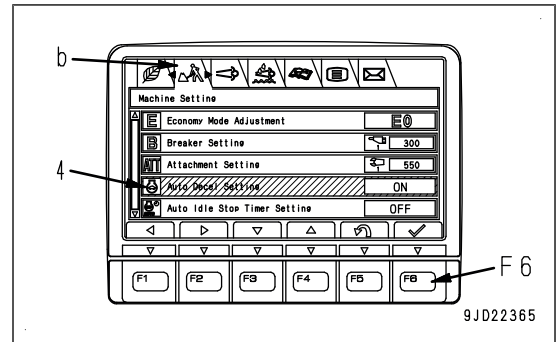 b
Machine Setting
E Economy Mode Adjustment E0
B Breaker Setting 300
ATT Attachment Setting 550
4
Auto Decel Setting ON
Auto Idle Stop Timer Setting OFF
F1 F2 F3 F4 F5 F6
F6
9JD22365